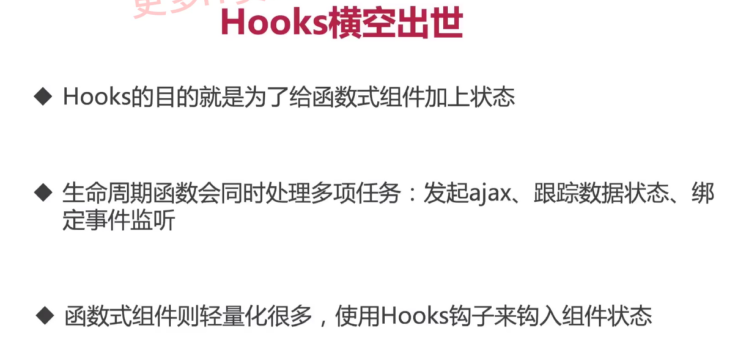 更多
Hooks横空出世
◆ Hooks的目的就是为了给函数式组件加上状态
◆ 生命周期函数会同时处理多项任务：发起ajax、跟踪数据状态、绑
定事件监听
◆ 函数式组件则轻量化很多，使用Hooks钩子来钩入组件状态